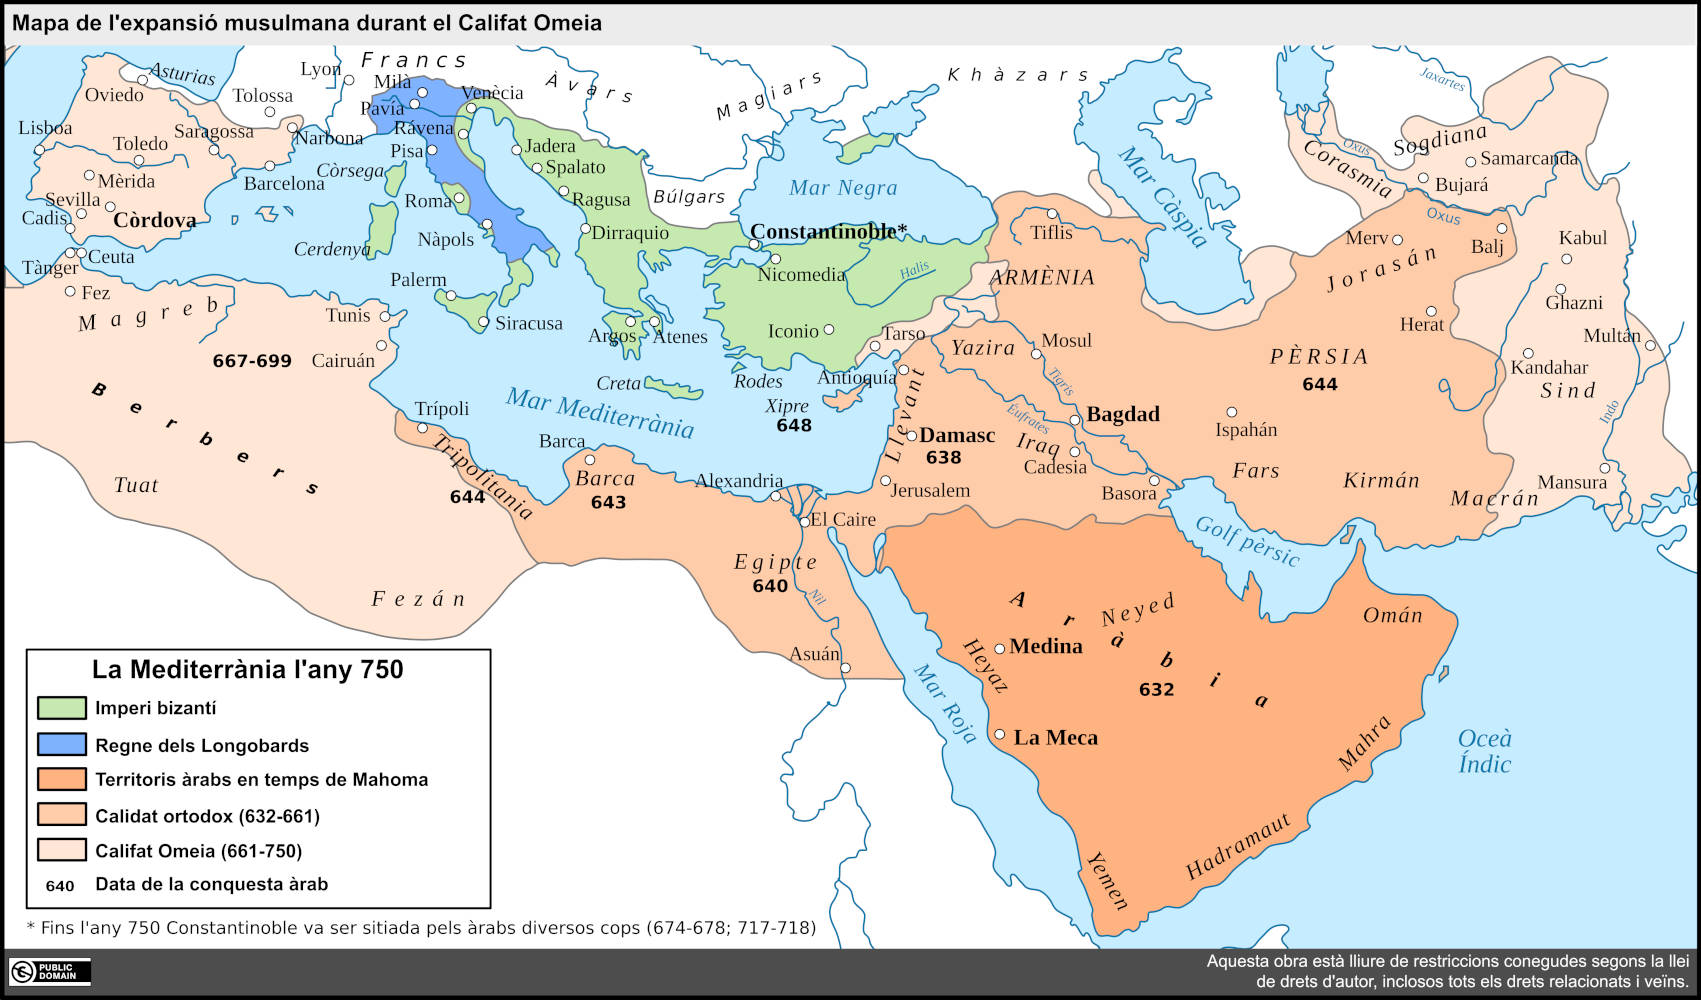 Mapa de l'expansió musulmana durant el Califat Omeia
Asturias
Oviedo
Lyon
Francs
Milà
Pavía
Venècia
Àvars
Magiars
Khàzars
Jaxartes
Tolossa
Lisboa
Toledo
Saragossa
Narbona
Rávena
Pisa
Jadera
Spalato
Ragusa
Dirraquio
Búlgars
Mar Negra
Mar Càspia
Corasmia
Oxus
Sogdiana
Samarcanda
Bujará
Oxus
Mèrida
Sevilla
Cadis
Còrdova
Barcelona
Còrsega
Cerdenya
Roma
Nàpols
Constantinoble*
Nicomedia
Halis
Tiflis
ARMÈNIA
Merv
Jorasán
Balj
Kabul
Ghazni
Herat
Multán
Tànger
Ceuta
Fez
Magreb
Tunis
Cairuán
667-699
Palerm
Siracusa
Argos
Atenes
Iconio
Tarso
Yazira
Mosul
Tigris
PÈRSIA
644
Kandahar
Sind
Indo
Berbers
Creta
Rodes
Xipre
648
Antioquía
Llevant
Éufrates
Bagdad
Ispahán
Mar Mediterrània
Trípoli
Tripolitania
644
Barca
Barca
643
Alexandria
Damasc
638
Iraq
Cadesia
Basora
Fars
Kirmán
Macrán
Mansura
Jerusalem
El Caire
Tuat
Fezán
Egipte
640
Nil
Asuán
Golf pèrsic
Aràbia
Neyed
632
Omán
Medina
Heyaz
La Meca
Mar Roja
Mahra
Hadramaut
Yemen
Oceà
Índic
La Mediterrània l'any 750
Imperi bizantí
Regne dels Longobards
Territoris àrabs en temps de Mahoma
Calidat ortodox (632-661)
Califat Omeia (661-750)
640 Data de la conquesta àrab
* Fins l'any 750 Constantinoble va ser sitiada pels àrabs diversos cops (674-678; 717-718)
PUBLIC
DOMAIN
Aquesta obra està lliure de restriccions conegudes segons la llei
de drets d'autor, inclosos tots els drets relacionats i veïns.